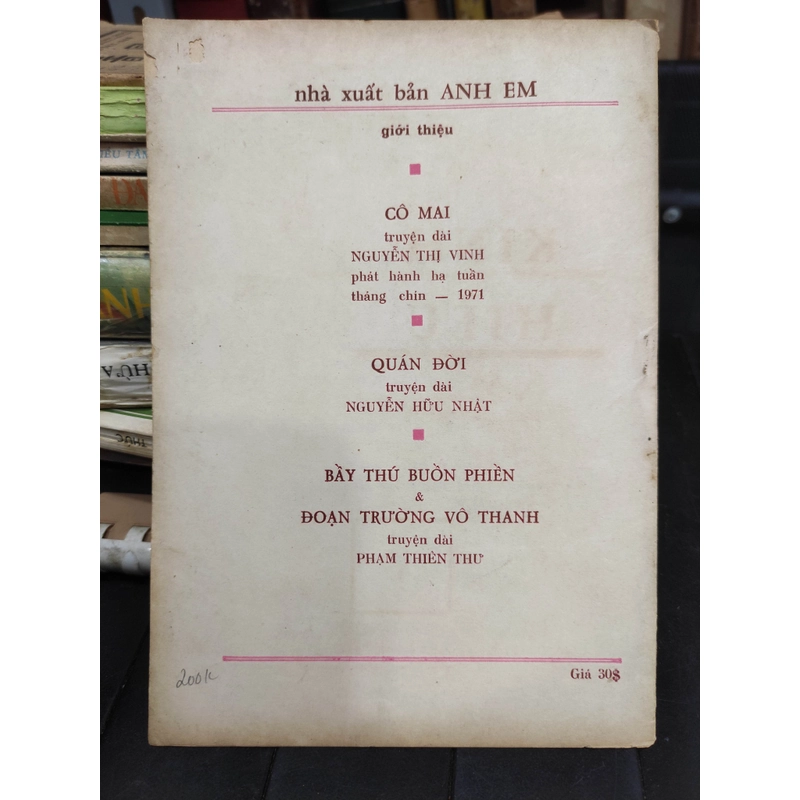 nhà xuất bản ANH EM
giới thiệu
CÔ MAI
truyện dài
NGUYỄN THỊ VINH
phát hành hạ tuần
tháng chín — 1971
QUÁN ĐỜI
truyện dài
NGUYỄN HỮU NHẬT
BẦY THÚ BUỒN PHIỀN
&
ĐOẠN TRƯỜNG VÔ THANH
truyện dài
PHẠM THIÊN THƯ
200k
Giá 30$